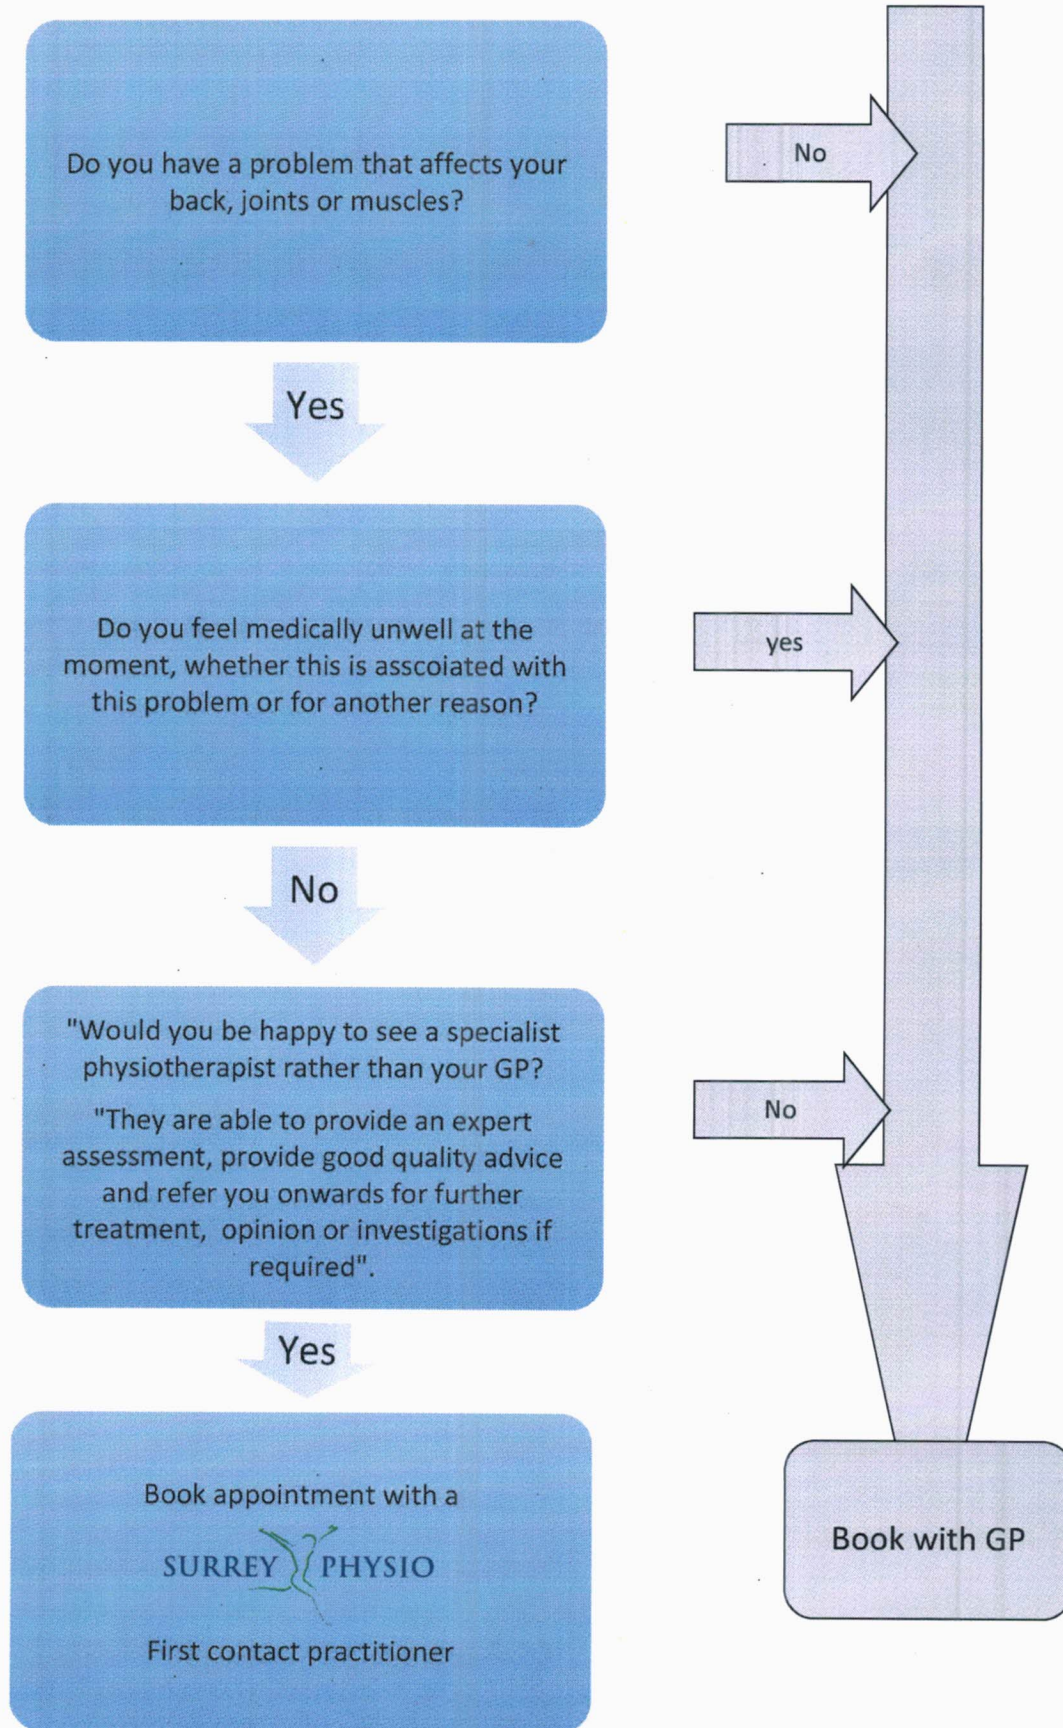 Do you have a problem that affects your
back, joints or muscles?
No
Yes
Do you feel medically unwell at the
moment, whether this is asscoiated with
this problem or for another reason?
yes
No
"Would you be happy to see a specialist
physiotherapist rather than your GP?
"They are able to provide an expert
assessment, provide good quality advice
and refer you onwards for further
treatment, opinion or investigations if
required".
No
Yes
Book appointment with a
SURREY PHYSIO
First contact practitioner
Book with GP